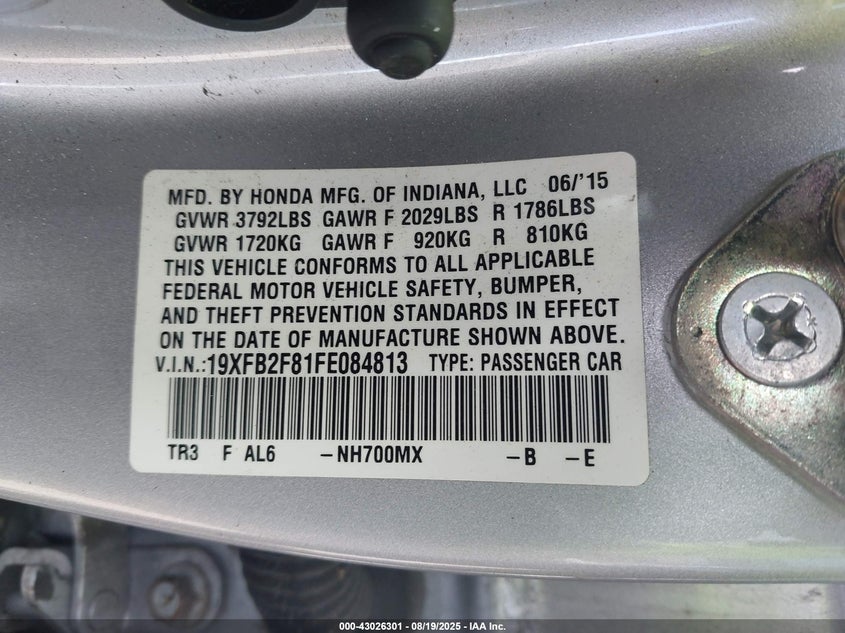 MFD. BY HONDA MFG. OF INDIANA, LLC 06/'15
GVWR 3792LBS GAWR F 2029LBS R 1786LBS
GVWR 1720KG GAWR F 920KG R 810KG
THIS VEHICLE CONFORMS TO ALL APPLICABLE
FEDERAL MOTOR VEHICLE SAFETY, BUMPER,
AND THEFT PREVENTION STANDARDS IN EFFECT
ON THE DATE OF MANUFACTURE SHOWN ABOVE.
V.I.N.:19XFB2F81FE084813 TYPE: PASSENGER CAR
TR3 F AL6 -NH700MX -B -E
000-43026301 - 08/19/2025 - IAA Inc.